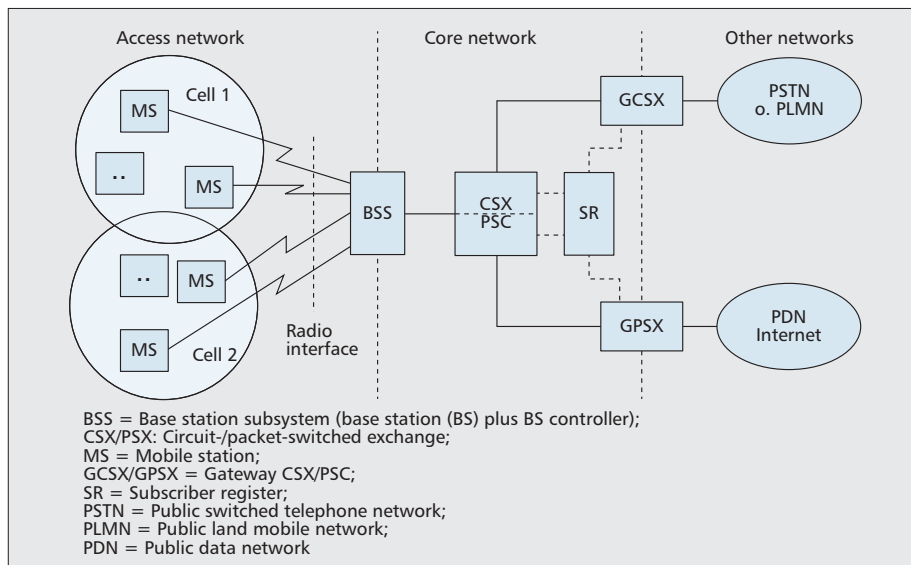 Access network
Core network
Other networks
Cell 1
MS
..
MS
..
MS
MS
Cell 2
Radio
interface
BSS
CSX
PSC
SR
GCSX
GPSX
PSTN
o. PLMN
PDN
Internet
BSS = Base station subsystem (base station (BS) plus BS controller);
CSX/PSX: Circuit-/packet-switched exchange;
MS = Mobile station;
GCSX/GPSX = Gateway CSX/PSC;
SR = Subscriber register;
PSTN = Public switched telephone network;
PLMN = Public land mobile network;
PDN = Public data network